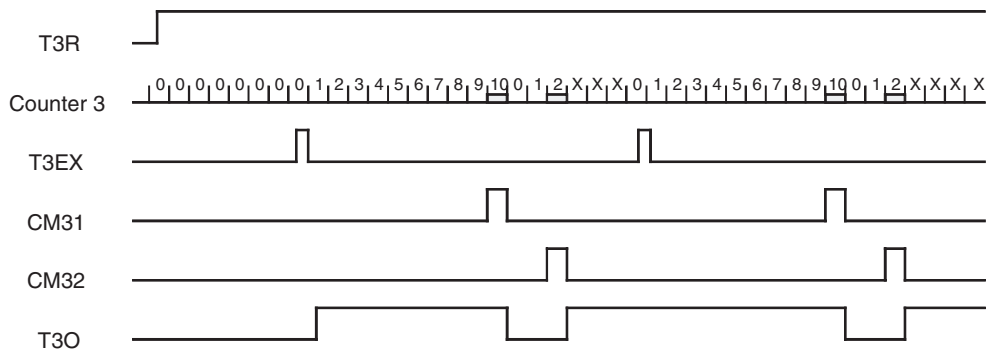 T3R
0 0 0 0 0 0 0 0 1 2 3 4 5 6 7 8 9 10 0 1 2 X X X 0 1 2 3 4 5 6 7 8 9 10 0 1 2 X X X X
Counter 3
T3EX
CM31
CM32
T3O